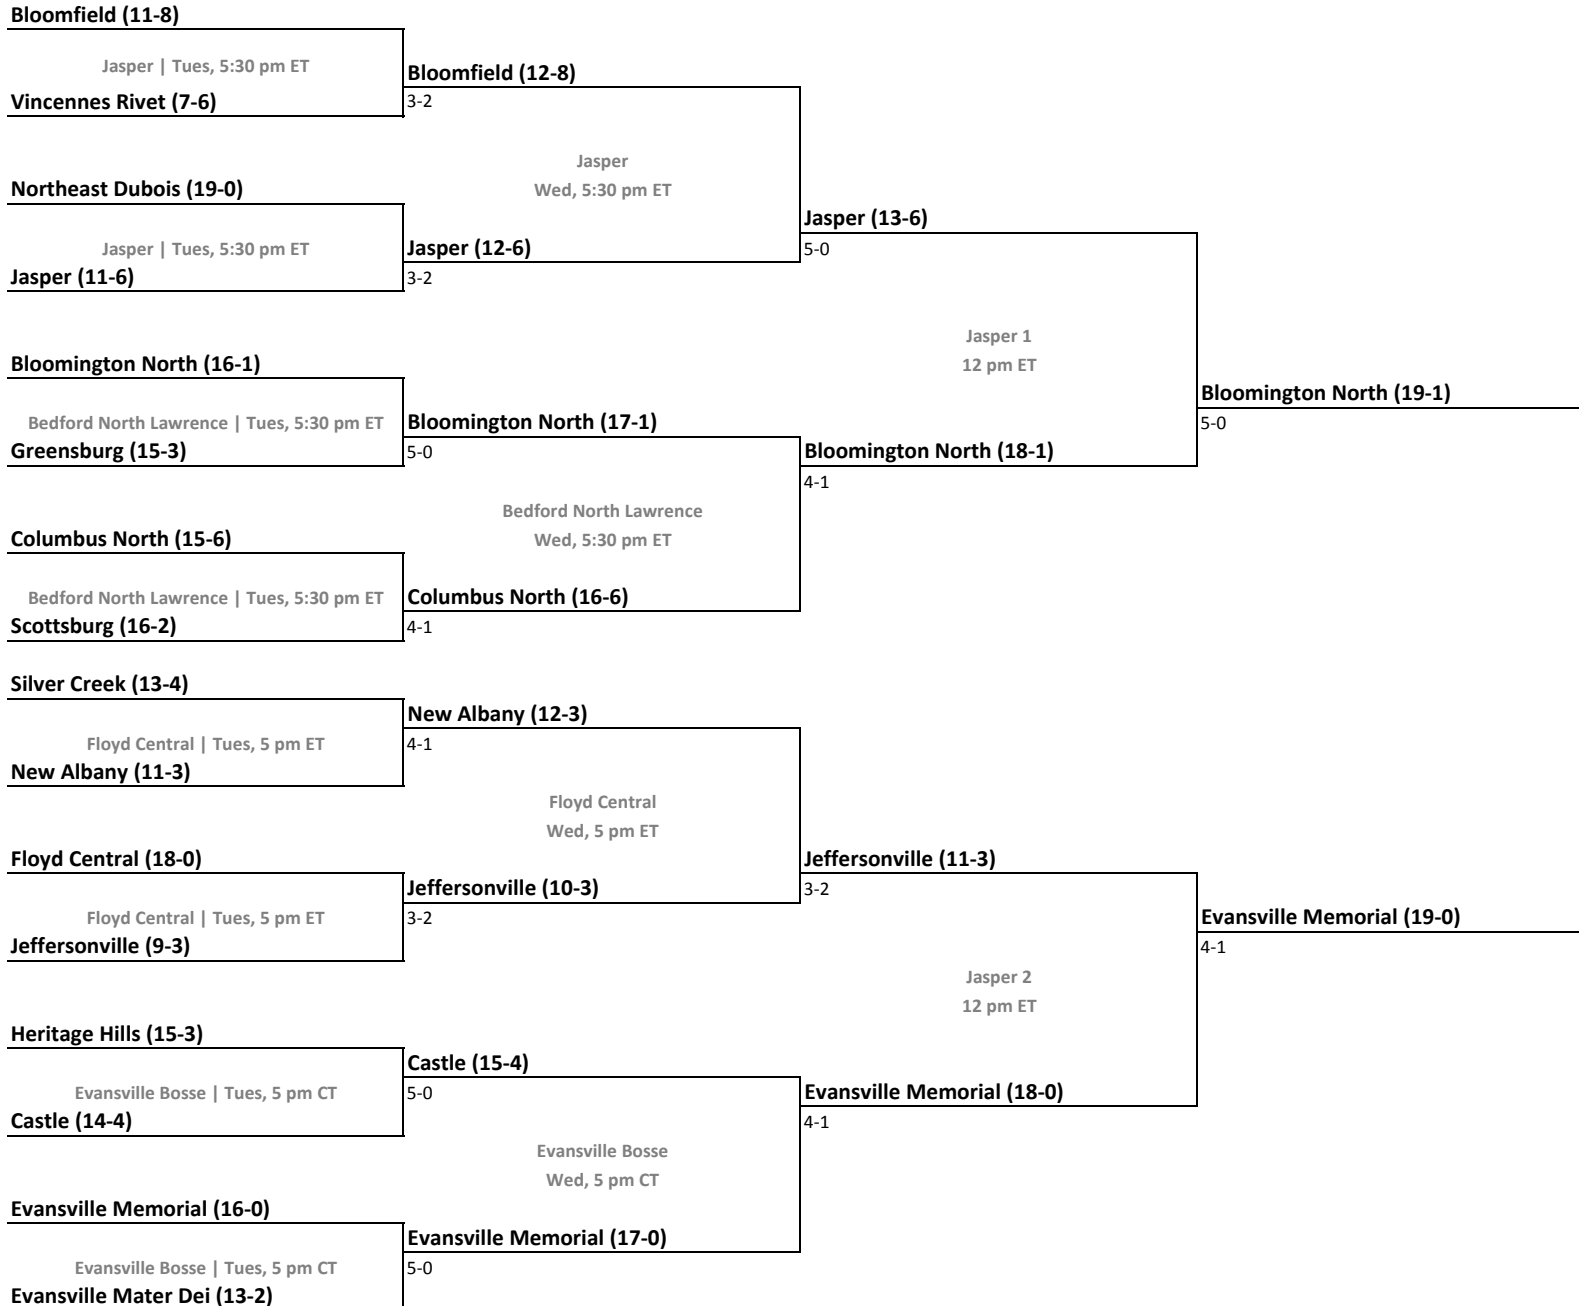 Bloomfield (11-8)
Jasper | Tues, 5:30 pm ET
Vincennes Rivet (7-6)
Northeast Dubois (19-0)
Jasper | Tues, 5:30 pm ET
Jasper (11-6)
Bloomington North (16-1)
Bedford North Lawrence | Tues, 5:30 pm ET
Greensburg (15-3)
Columbus North (15-6)
Bedford North Lawrence | Tues, 5:30 pm ET
Scottsburg (16-2)
Silver Creek (13-4)
Floyd Central | Tues, 5 pm ET
New Albany (11-3)
Floyd Central (18-0)
Floyd Central | Tues, 5 pm ET
Jeffersonville (9-3)
Heritage Hills (15-3)
Evansville Bosse | Tues, 5 pm CT
Castle (14-4)
Evansville Memorial (16-0)
Evansville Bosse | Tues, 5 pm CT
Evansville Mater Dei (13-2)
Bloomfield (12-8)
3-2
Jasper
Wed, 5:30 pm ET
Jasper (12-6)
3-2
Bloomington North (17-1)
5-0
Bedford North Lawrence
Wed, 5:30 pm ET
Columbus North (16-6)
4-1
New Albany (12-3)
4-1
Floyd Central
Wed, 5 pm ET
Jeffersonville (10-3)
3-2
Castle (15-4)
5-0
Evansville Bosse
Wed, 5 pm CT
Evansville Memorial (17-0)
5-0
Jasper (13-6)
5-0
Jasper 1
12 pm ET
Bloomington North (18-1)
4-1
Jeffersonville (11-3)
3-2
Jasper 2
12 pm ET
Evansville Memorial (18-0)
4-1
Bloomington North (19-1)
5-0
Evansville Memorial (19-0)
4-1